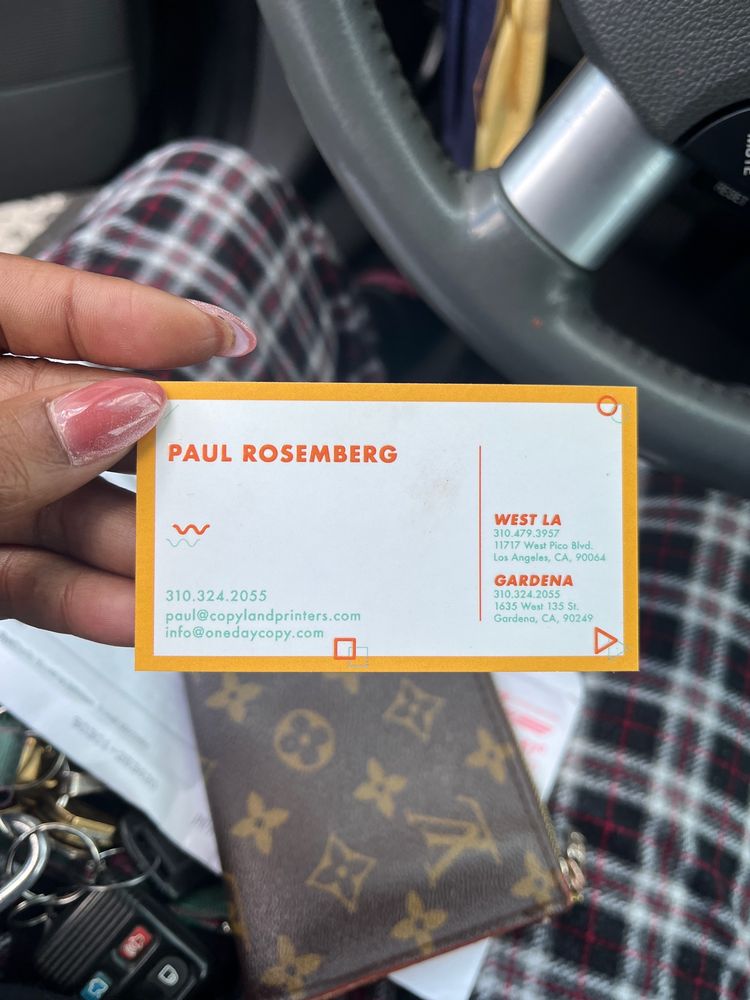 PAUL ROSEMBERG
310.324.2055
paul@copylandprinters.com
info@onedaycopy.com
WEST LA
310.479.3957
11717 West Pico Blvd.
Los Angeles, CA, 90064
GARDENA
310.324.2055
1635 West 135 St.
Gardena, CA, 90249
RESET